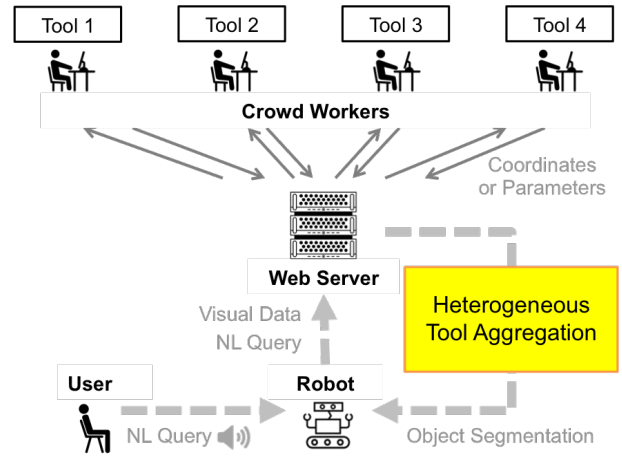 Tool 1
Tool 2
Tool 3
Tool 4
Crowd Workers
Coordinates
or Parameters
Web Server
Visual Data
NL Query
Heterogeneous
Tool Aggregation
User
Robot
NL Query
Object Segmentation